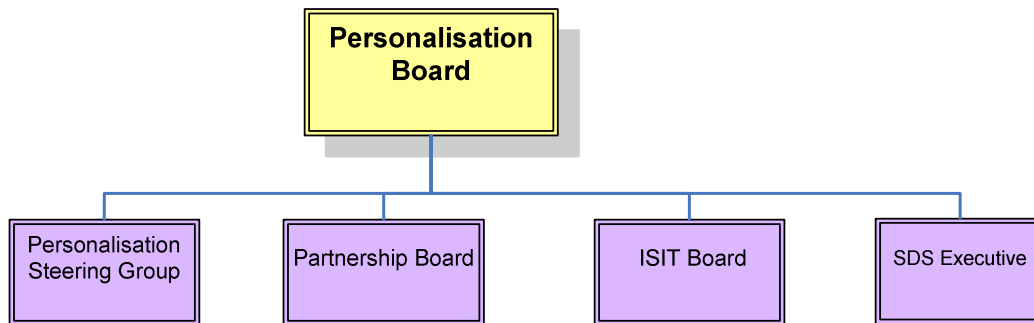 Personalisation
Board
Personalisation
Steering Group
Partnership Board
ISIT Board
SDS Executive